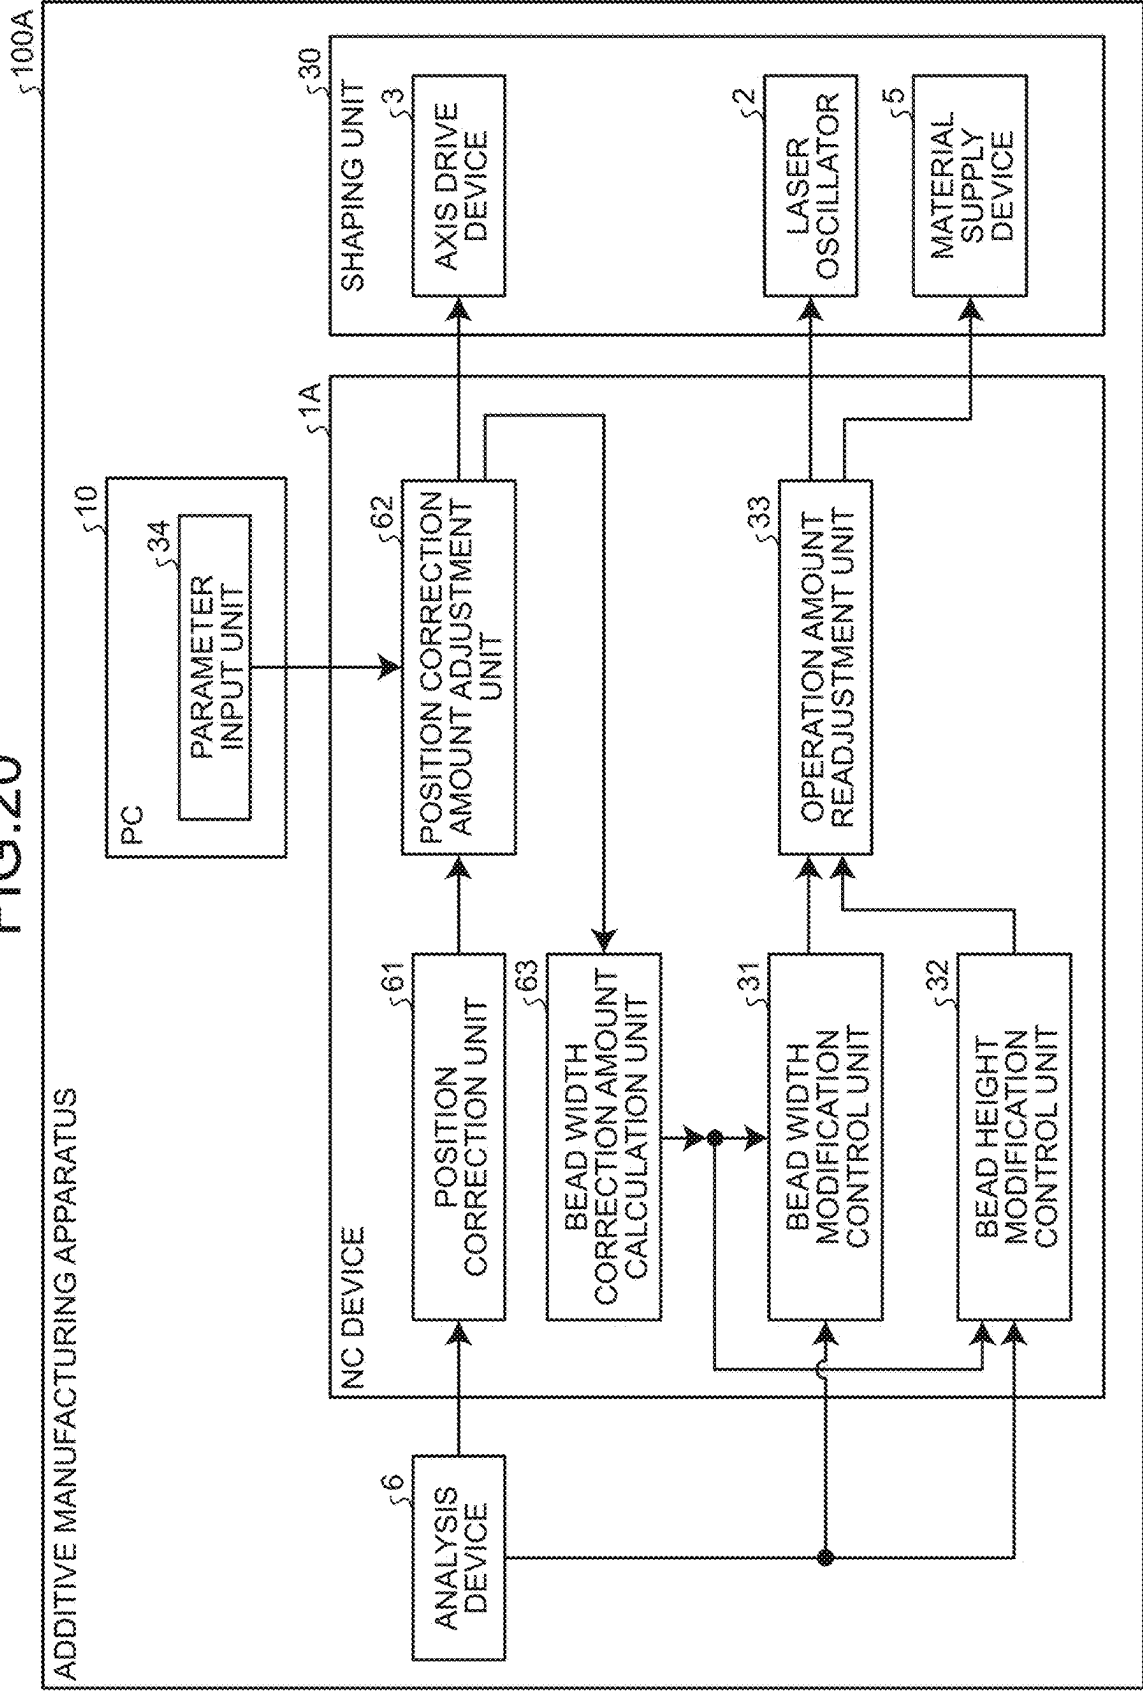 FIG.20
100A
ADDITIVE MANUFACTURING APPARATUS
10
PC
34
PARAMETER
INPUT UNIT
1A
NC DEVICE
30
SHAPING UNIT
6
ANALYSIS
DEVICE
61
POSITION
CORRECTION UNIT
62
POSITION CORRECTION
AMOUNT ADJUSTMENT
UNIT
3
AXIS DRIVE
DEVICE
63
BEAD WIDTH
CORRECTION AMOUNT
CALCULATION UNIT
31
BEAD WIDTH
MODIFICATION
CONTROL UNIT
33
OPERATION AMOUNT
READJUSTMENT UNIT
2
LASER
OSCILLATOR
32
BEAD HEIGHT
MODIFICATION
CONTROL UNIT
5
MATERIAL
SUPPLY
DEVICE